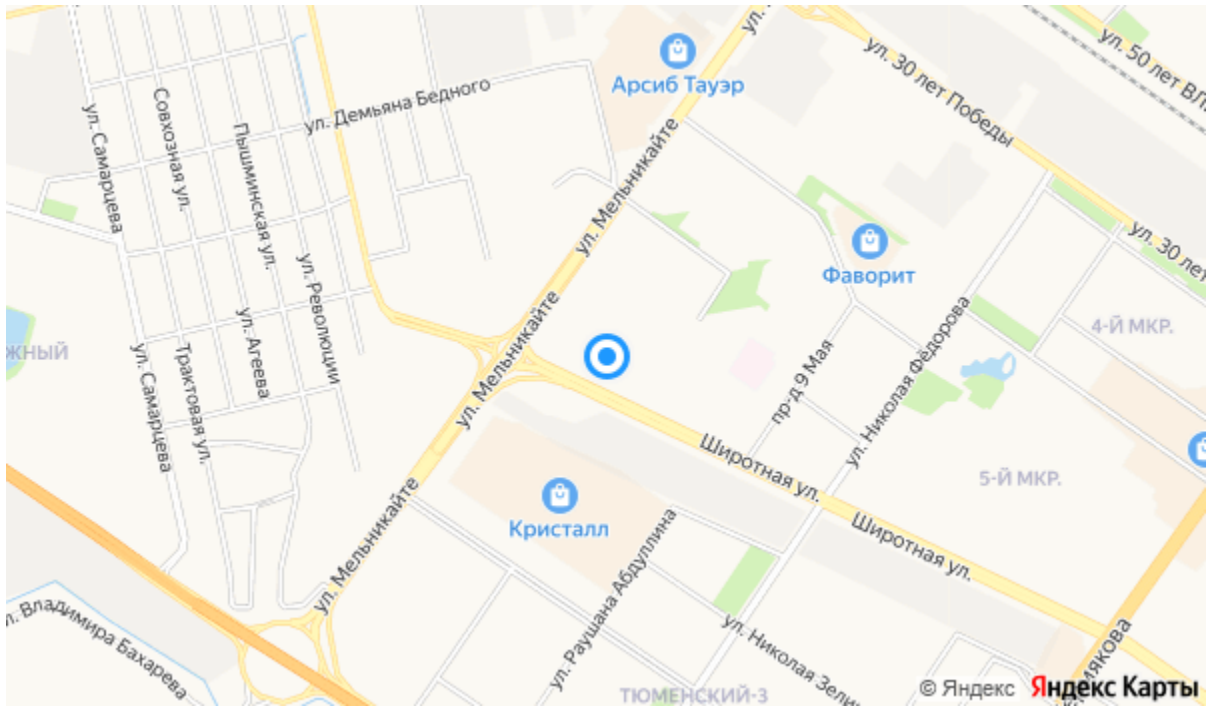 ул. 50 лет ВЛ
ул. 30 лет Победы
Арсиб Тауэр
ул. Демьяна Бедного
ул. Самарцева
Совхозная ул.
Пышминская ул.
ул. Мельникайте
ул. 30 лет
Фаворит
ул. Революции
ул. Мельникайте
ул. Николая Фёдорова
4-Й МКР.
ЖНЫЙ
ул. Агеева
пр-д 9 Мая
ул. Самарцева
Трактовая ул.
ул. Мельникайте
Широтная ул.
5-Й МКР.
Кристалл
ул. Мельникайте
Широтная ул.
ул. Раушана Абдуллина
л. Владимира Бахарева
ул. Николая Зели
ТЮМЕНСКИЙ-3
© Яндекс Яндекс Карты